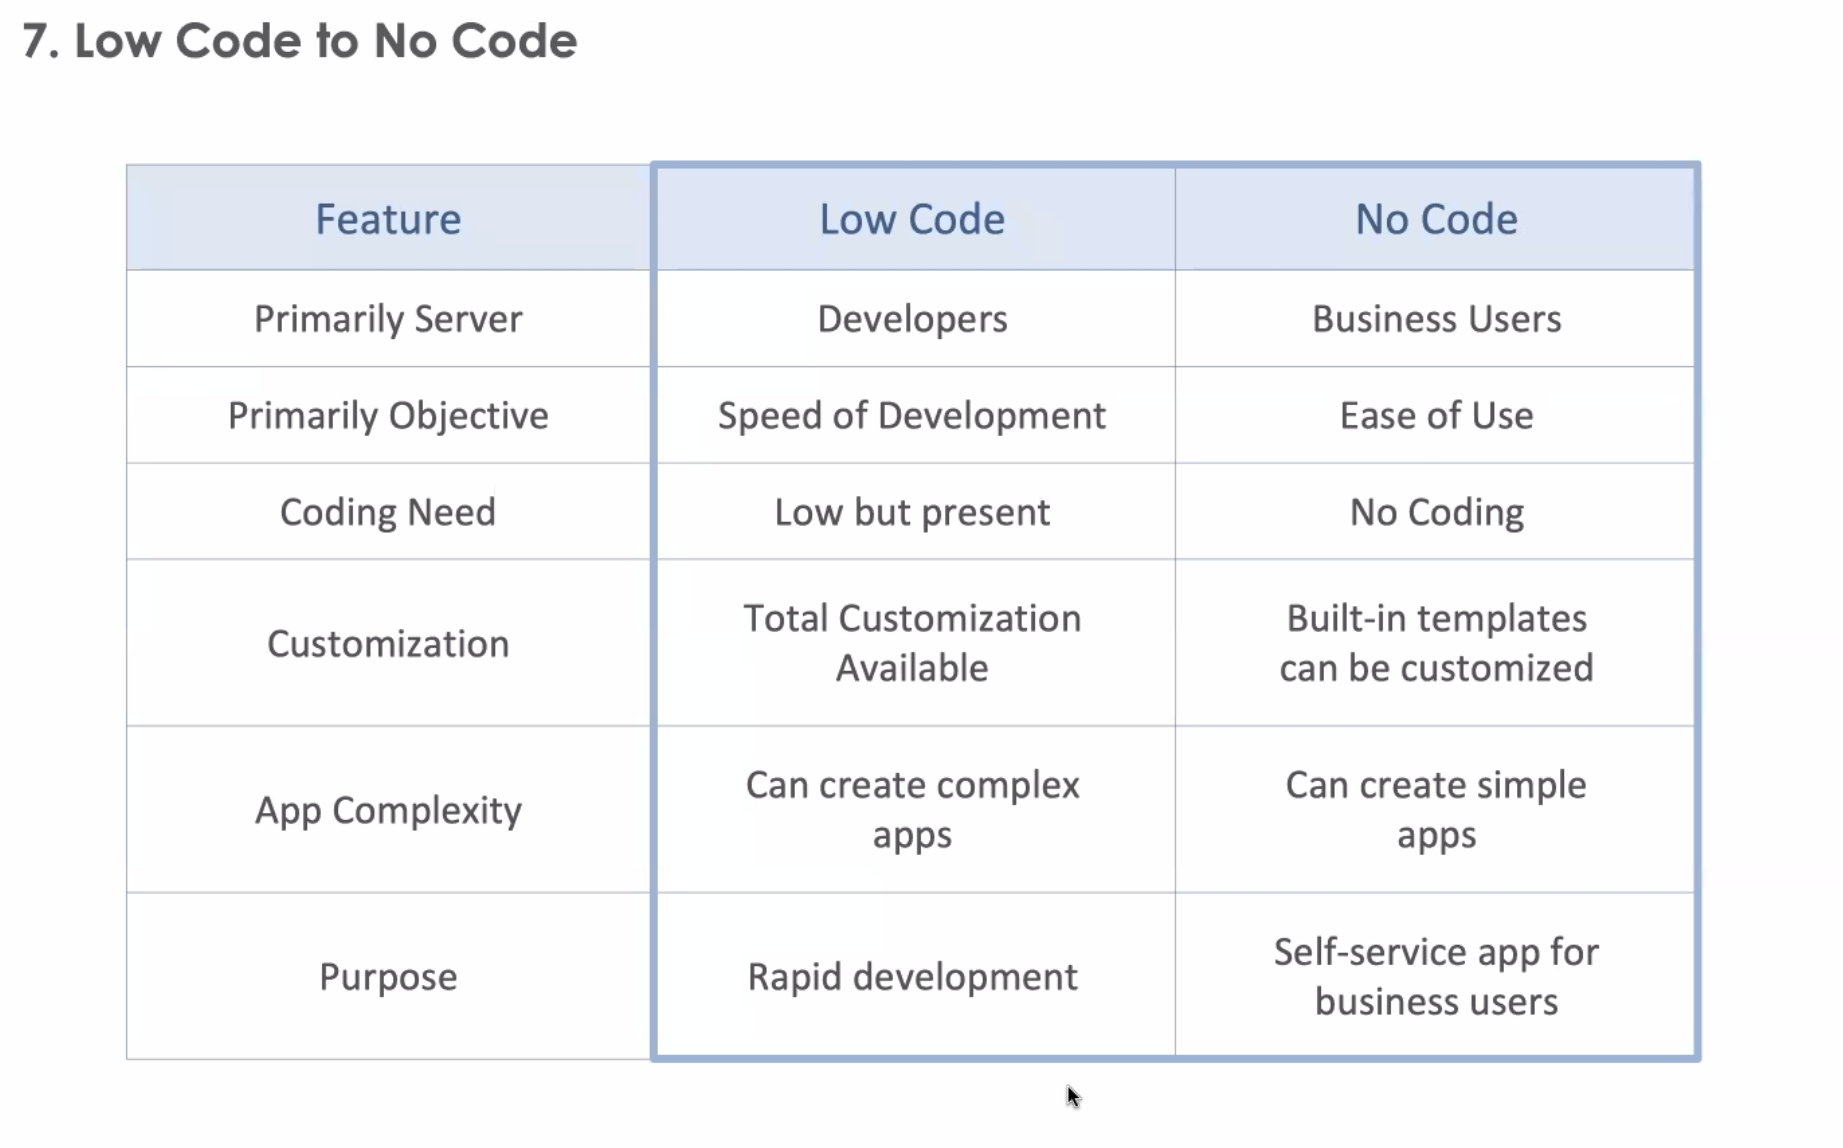 7. Low Code to No Code
Feature
Low Code
No Code
Primarily Server
Developers
Business Users
Primarily Objective
Speed of Development
Ease of Use
Coding Need
Low but present
No Coding
Customization
Total Customization
Available
Built-in templates
can be customized
App Complexity
Can create complex
apps
Can create simple
apps
Purpose
Rapid development
Self-service app for
business users